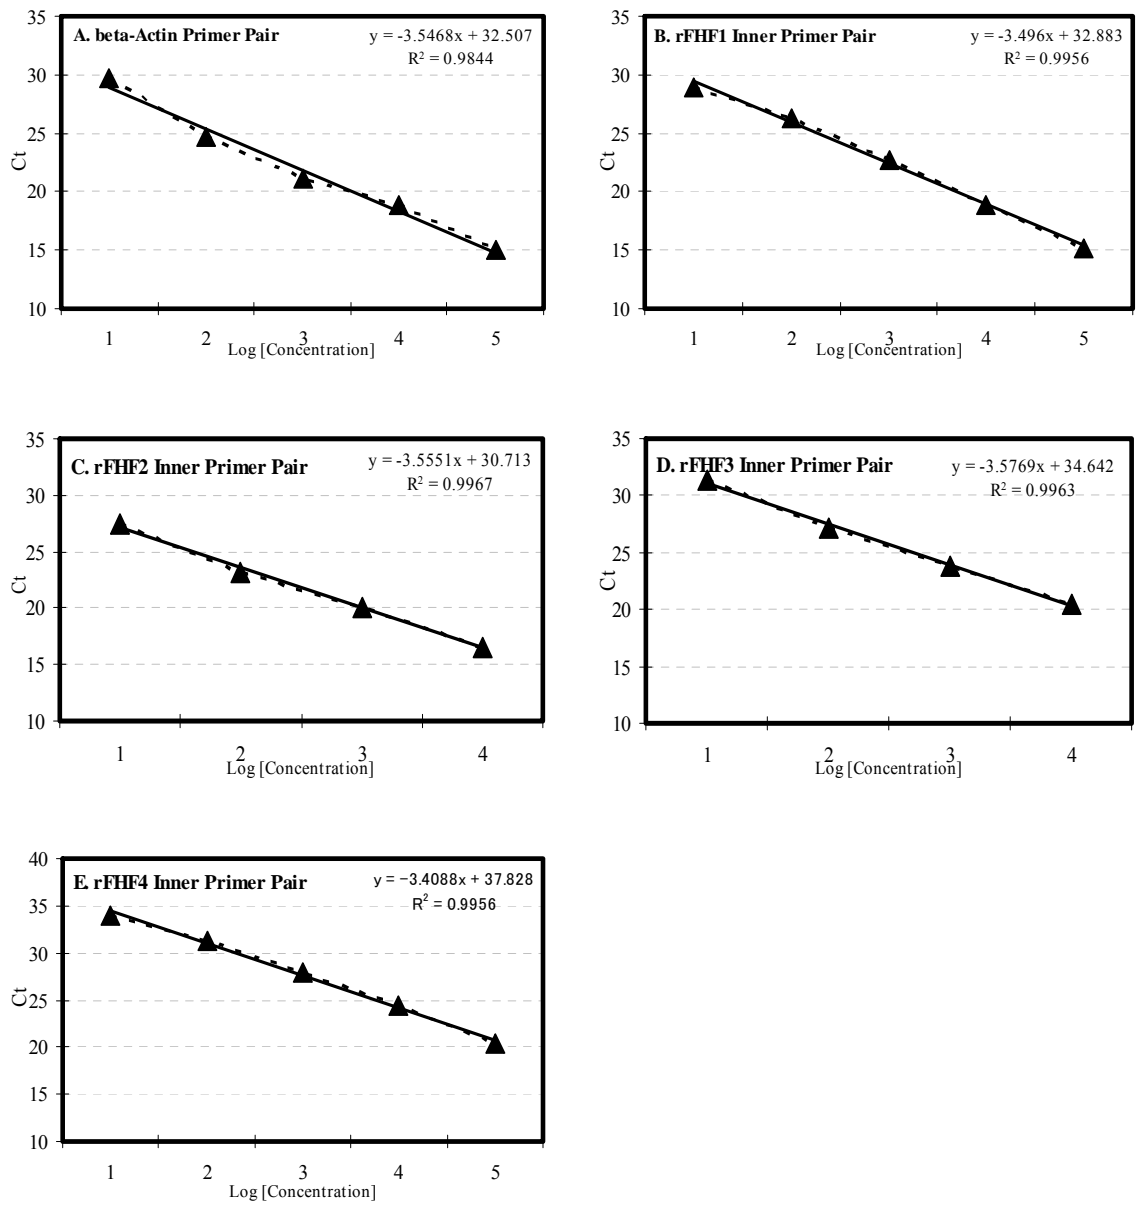 A. beta-Actin Primer Pair
y = -3.5468x + 32.507
R² = 0.9844
35
30
25
20
15
10
Ct
1 2 3 4 5
Log [Concentration]
B. rFHF1 Inner Primer Pair
y = -3.496x + 32.883
R² = 0.9956
35
30
25
20
15
10
Ct
1 2 3 4 5
Log [Concentration]
C. rFHF2 Inner Primer Pair
y = -3.5551x + 30.713
R² = 0.9967
35
30
25
20
15
10
Ct
1 2 3 4
Log [Concentration]
D. rFHF3 Inner Primer Pair
y = -3.5769x + 34.642
R² = 0.9963
35
30
25
20
15
10
Ct
1 2 3 4
Log [Concentration]
E. rFHF4 Inner Primer Pair
y = −3.4088x + 37.828
R² = 0.9956
40
35
30
25
20
15
10
Ct
1 2 3 4 5
Log [Concentration]